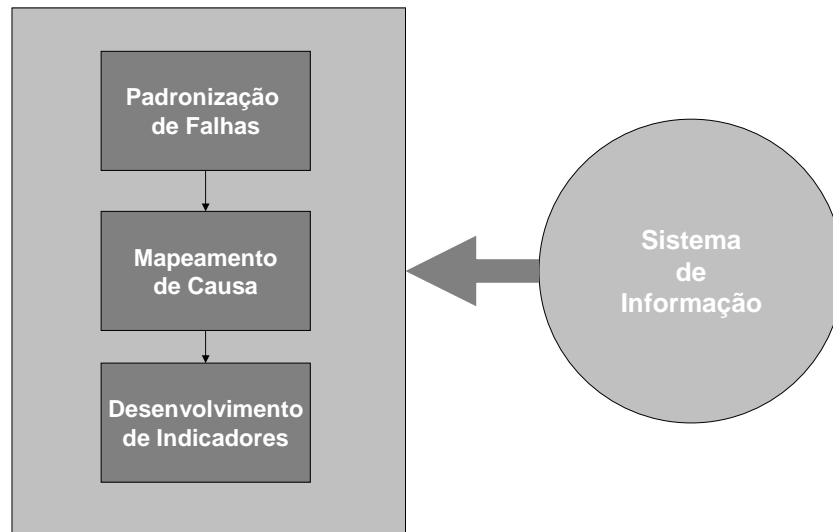 Padronização
de Falhas
Mapeamento
de Causa
Desenvolvimento
de Indicadores
Sistema
de
Informação